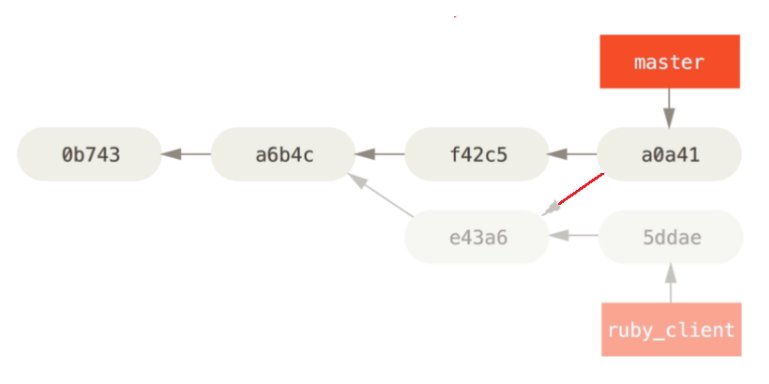 master
0b743
a6b4c
f42c5
a0a41
e43a6
5ddae
ruby_client